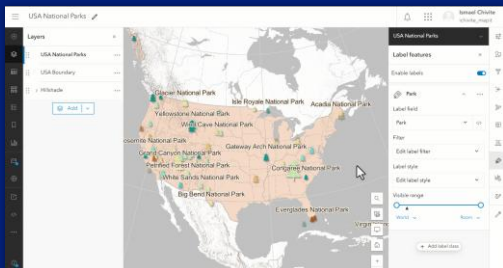 USA National Parks
Ismael Chivite
Layers
USA National Parks
USA Boundary
Hillshade
Add
Glacier National Park
Isle Royale National Park
Acadia National Park
Yellowstone National Park
Wind Cave National Park
osemite National Park
Gateway Arch National Park
Grand Canyon National Park
Petrified Forest National Park
Congaree National Park
White Sands National Park
Big Bend National Park
Everglades National Park
Virgin
USA National Parks
Label features
Enable labels
Park
Label field
Park
Filter
Edit label filter
Label style
Edit label style
Visible range
World
Room
+ Add label class